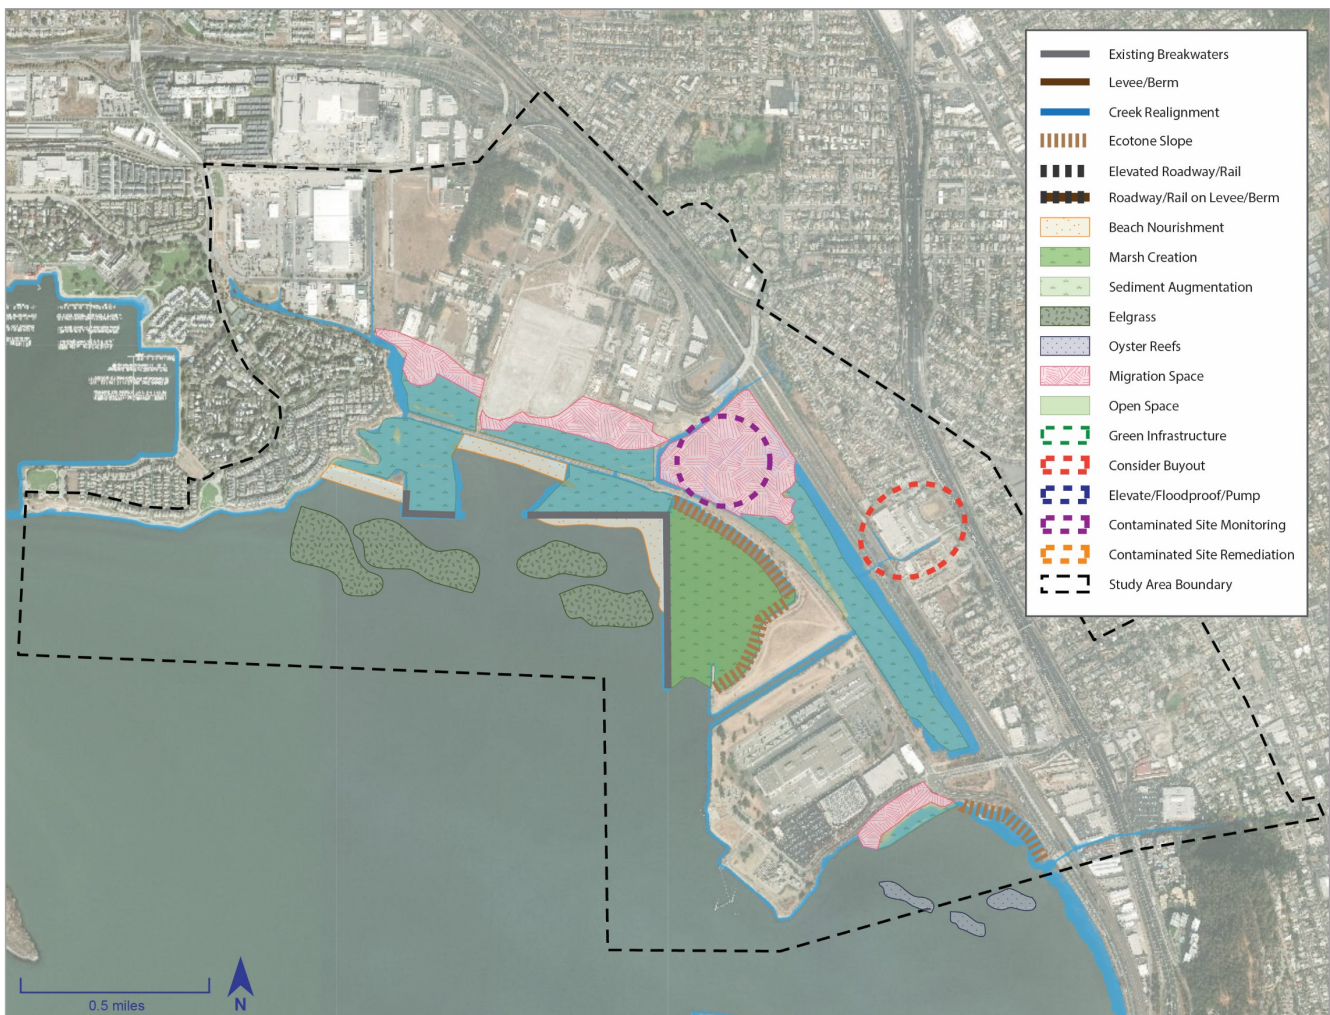 Existing Breakwaters
Levee/Berm
Creek Realignment
Ecotone Slope
Elevated Roadway/Rail
Roadway/Rail on Levee/Berm
Beach Nourishment
Marsh Creation
Sediment Augmentation
Eelgrass
Oyster Reefs
Migration Space
Open Space
Green Infrastructure
Consider Buyout
Elevate/Floodproof/Pump
Contaminated Site Monitoring
Contaminated Site Remediation
Study Area Boundary
0.5 miles
N